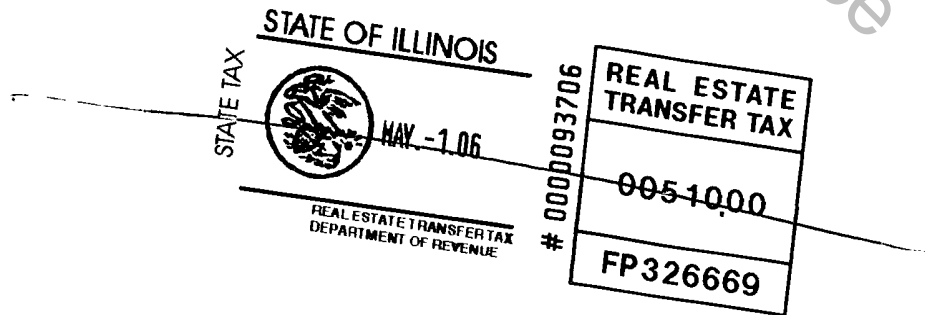 STATE OF ILLINOIS
STATE TAX
MAY.-1.06
REAL ESTATE TRANSFER TAX
DEPARTMENT OF REVENUE
# 0000093706
REAL ESTATE
TRANSFER TAX
0051000
FP326669